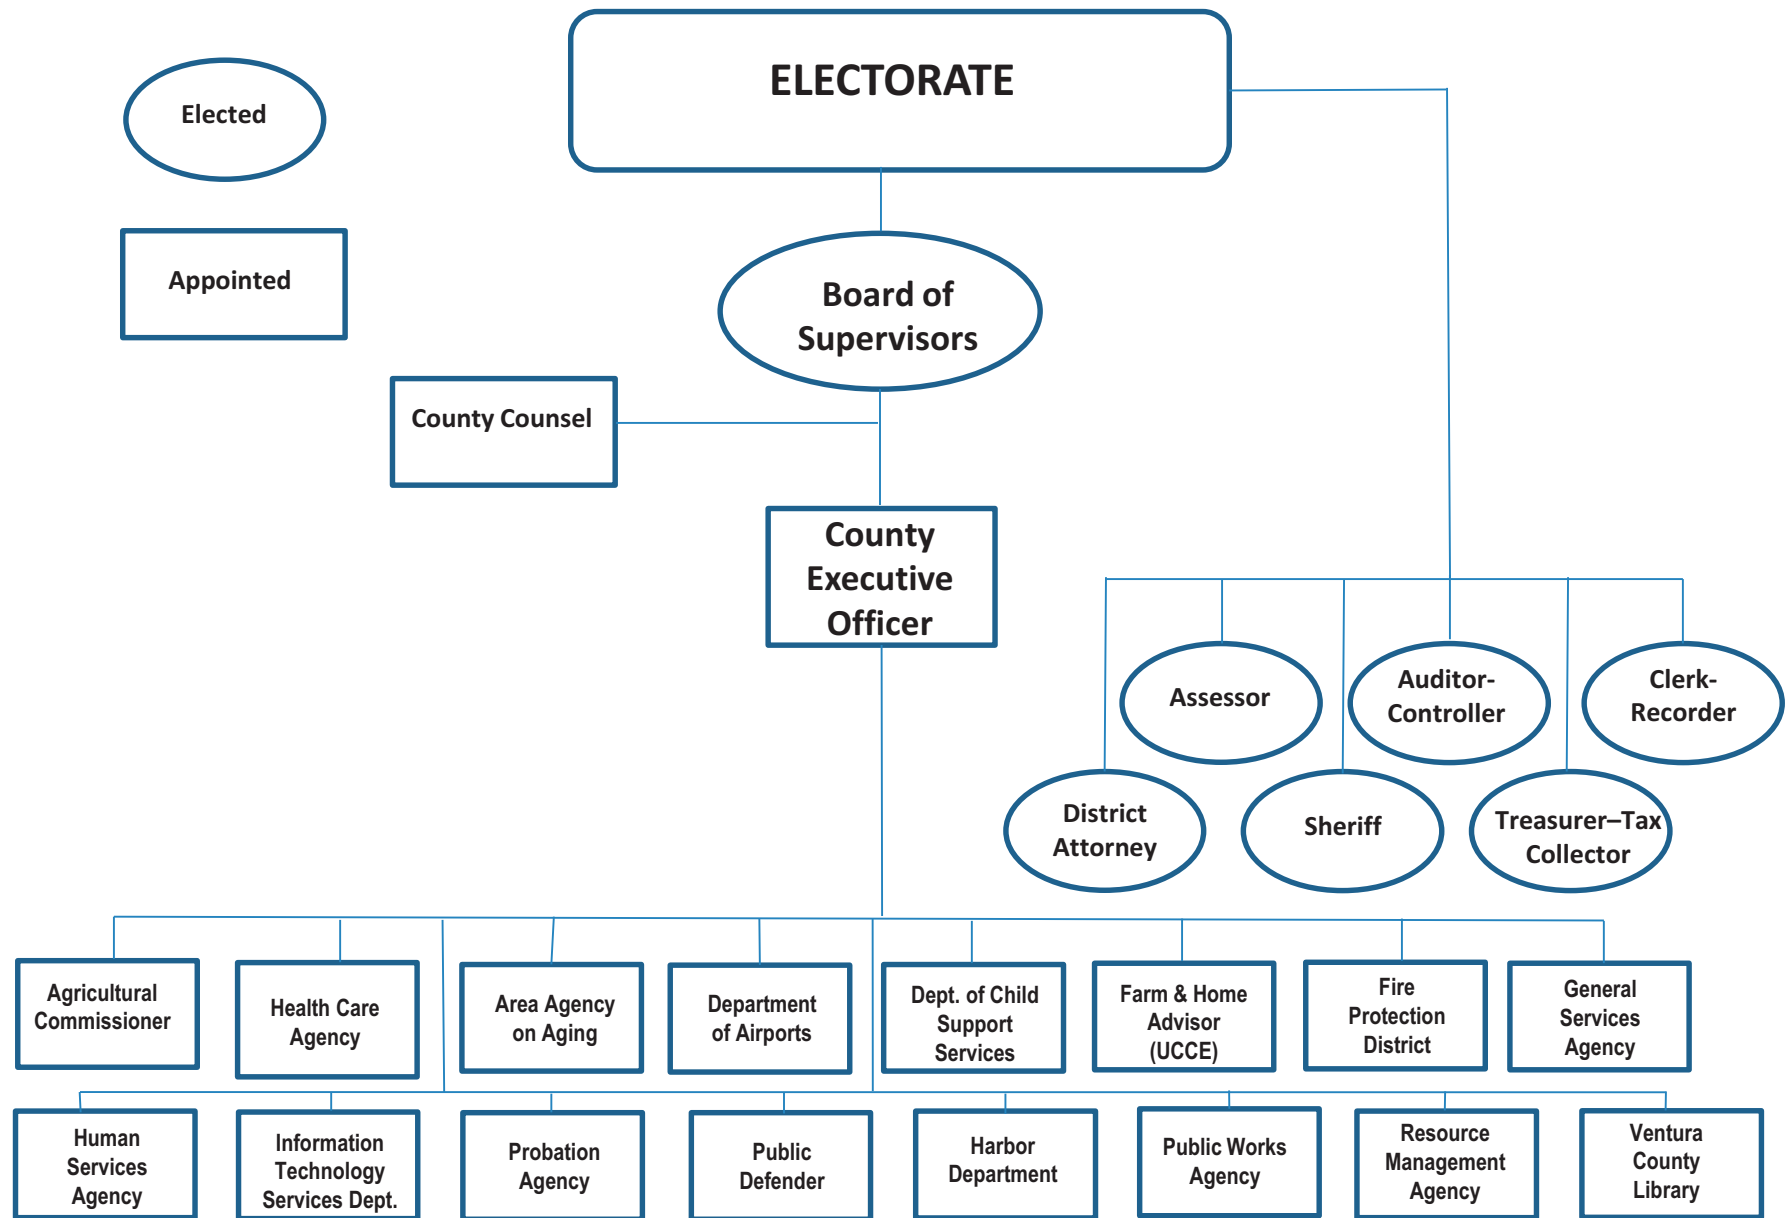 ELECTORATE
Elected
Appointed
Board of
Supervisors
County Counsel
County
Executive
Officer
Assessor
Auditor-
Controller
Clerk-
Recorder
District
Attorney
Sheriff
Treasurer–Tax
Collector
Agricultural
Commissioner
Health Care
Agency
Area Agency
on Aging
Department
of Airports
Dept. of Child
Support
Services
Farm & Home
Advisor
(UCCE)
Fire
Protection
District
General
Services
Agency
Human
Services
Agency
Information
Technology
Services Dept.
Probation
Agency
Public
Defender
Harbor
Department
Public Works
Agency
Resource
Management
Agency
Ventura
County
Library